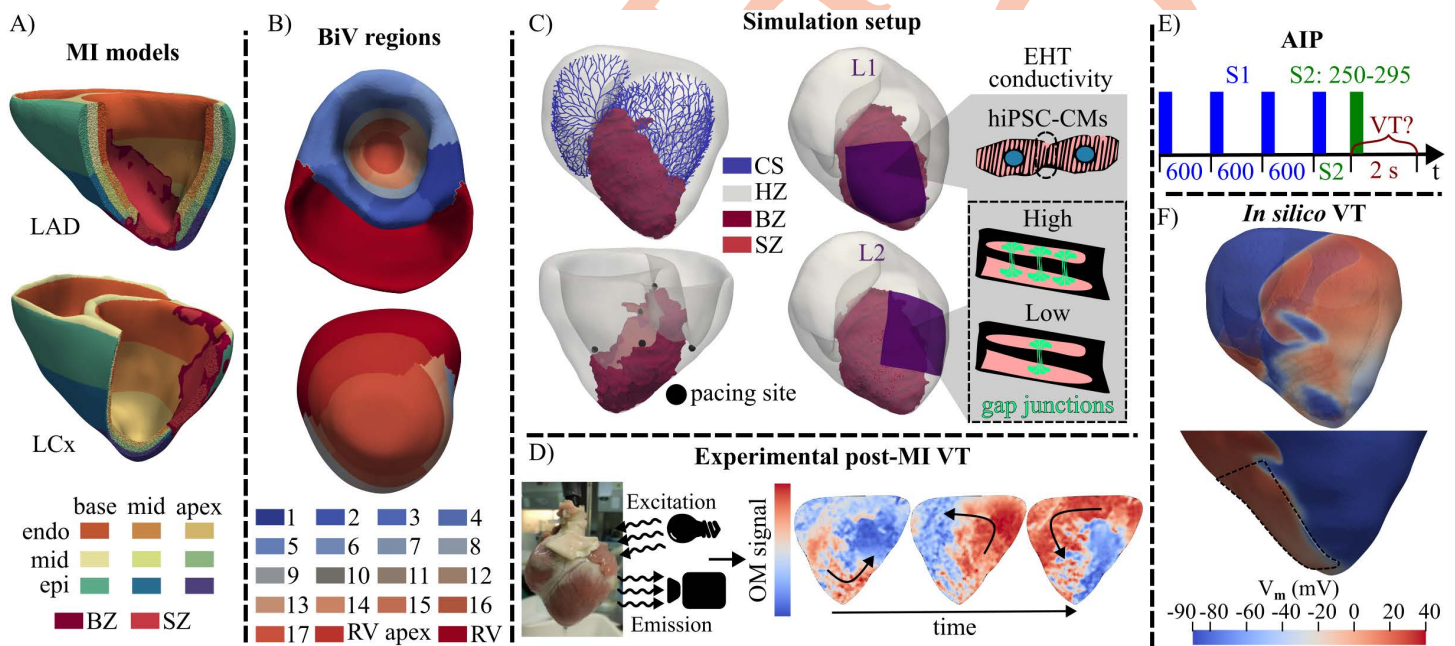 A)
MI models
LAD
LCx
base mid apex
endo
mid
epi
BZ SZ
B)
BiV regions
1 2 3 4
5 6 7 8
9 10 11 12
13 14 15 16
17 RV apex RV
C)
Simulation setup
CS
HZ
BZ
SZ
pacing site
L1
L2
EHT
conductivity
hiPSC-CMs
High
Low
gap junctions
D)
Experimental post-MI VT
Excitation
Emission
OM signal
time
E)
AIP
S1 S2: 250-295
VT?
600 600 600 S2 2 s t
F)
In silico VT
Vm (mV)
-90 -80 -60 -40 -20 0 20 40